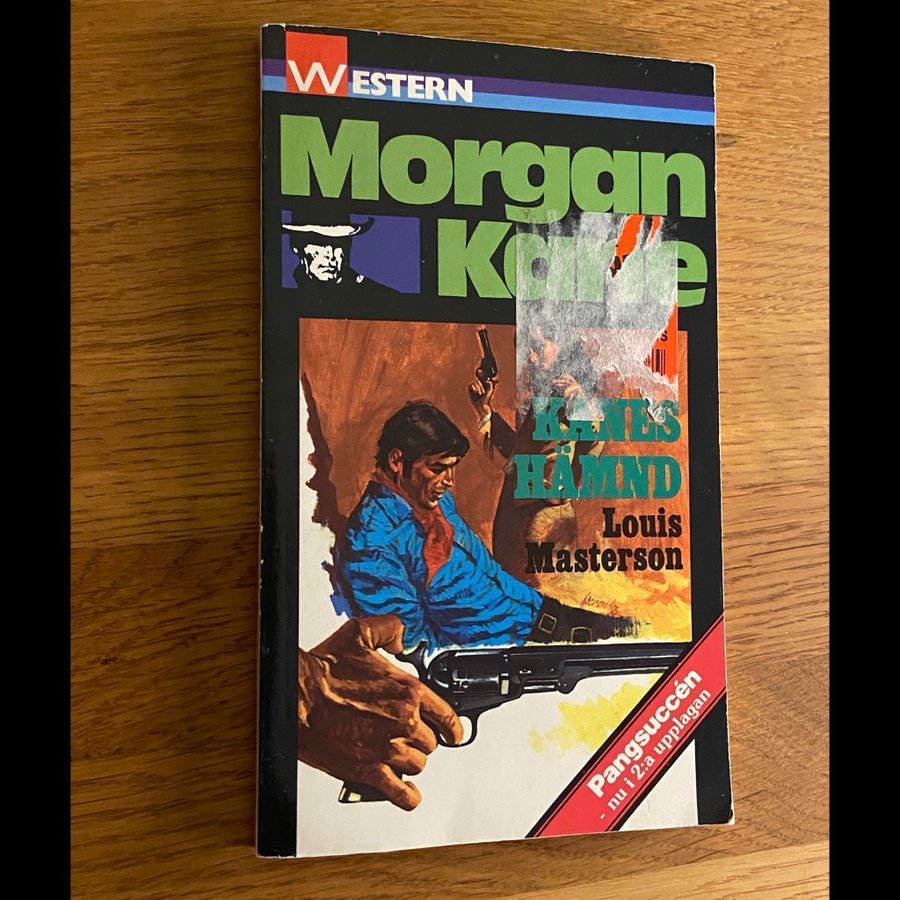 WESTERN
Morgan
Kane
KANES
HÄMND
Louis
Masterson
Pangsuccén
- nu i 2:a upplagan